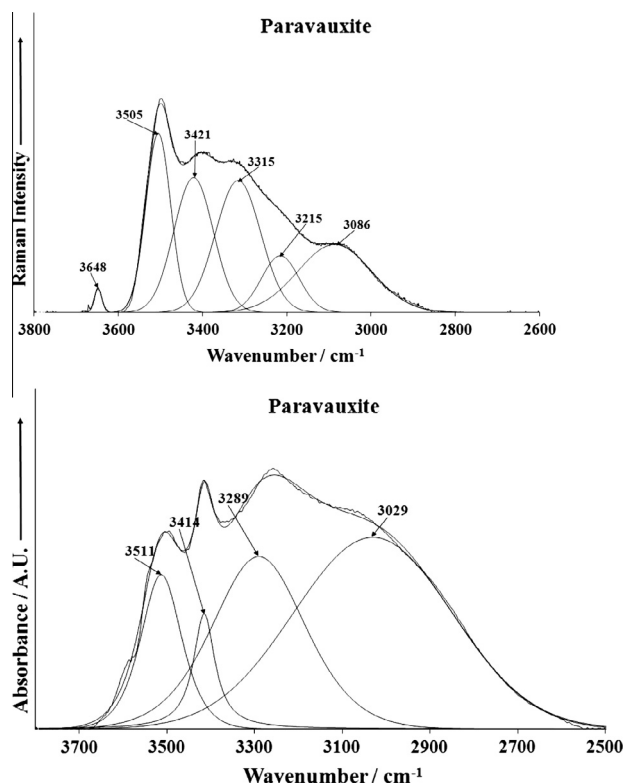 Paravauxite
Raman Intensity
3505
3421
3315
3215
3086
3648
3800 3600 3400 3200 3000 2800 2600
Wavenumber / cm-1
Paravauxite
Absorbance / A.U.
3511
3414
3289
3029
3700 3500 3300 3100 2900 2700 2500
Wavenumber / cm-1